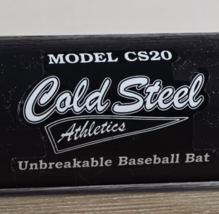 MODEL CS20
Cold Steel
Athletics
Unbreakable Baseball Bat